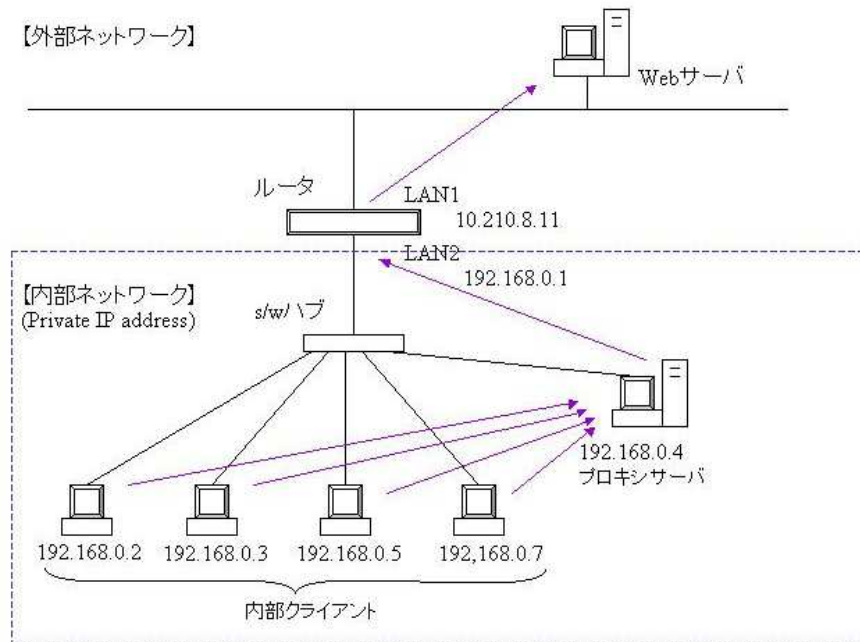 【外部ネットワーク】
Webサーバ
ルータ
LAN1
10.210.8.11
LAN2
192.168.0.1
【内部ネットワーク】
(Private IP address)
s/wハブ
192.168.0.4
プロキシサーバ
192.168.0.2
192.168.0.3
192.168.0.5
192,168.0.7
内部クライアント